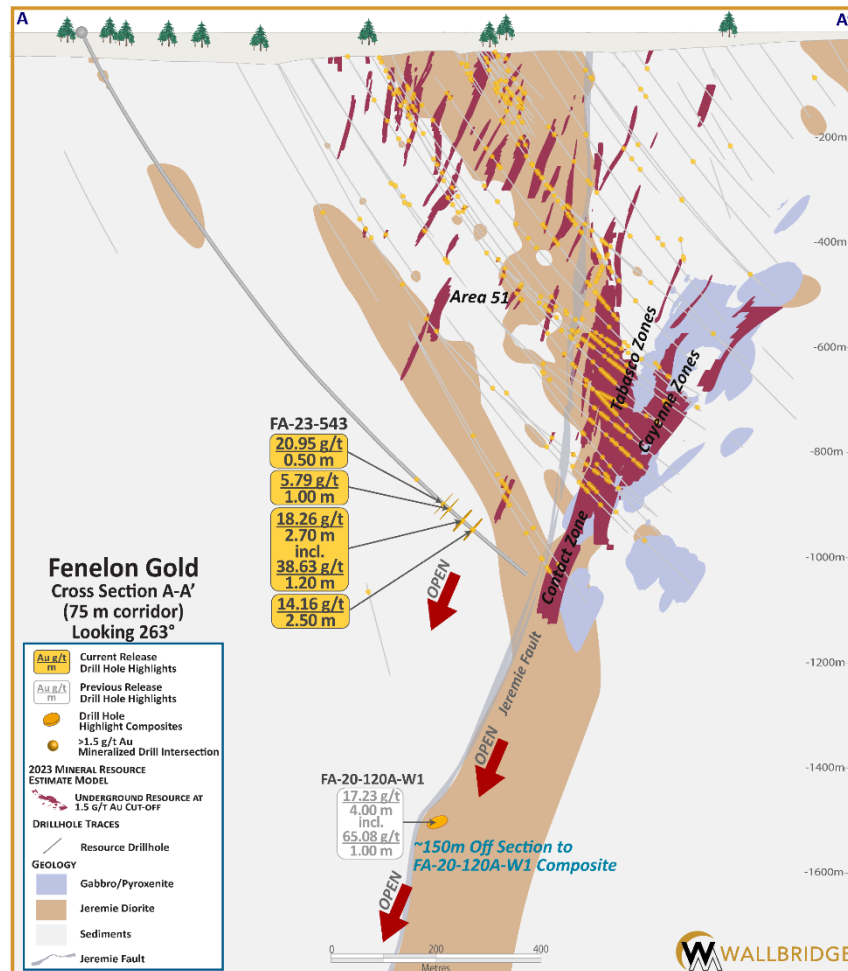 A
A'
-200m
-400m
Area 51
Tabasco Zones
Cayenne Zones
-600m
FA-23-543
20.95 g/t
0.50 m
5.79 g/t
1.00 m
18.26 g/t
2.70 m
incl.
38.63 g/t
1.20 m
14.16 g/t
2.50 m
-800m
Contact Zone
-1000m
OPEN
Fenelon Gold
Cross Section A-A'
(75 m corridor)
Looking 263°
Au g/t
m
Current Release
Drill Hole Highlights
Au g/t
m
Previous Release
Drill Hole Highlights
Drill Hole
Highlight Composites
>1.5 g/t Au
Mineralized Drill Intersection
2023 Mineral Resource
Estimate Model
Underground Resource at
1.5 g/t Au Cut-off
Drillhole Traces
Resource Drillhole
Geology
Gabbro/Pyroxenite
Jeremie Diorite
Sediments
Jeremie Fault
Jeremie Fault
-1200m
OPEN
-1400m
FA-20-120A-W1
17.23 g/t
4.00 m
incl.
65.08 g/t
1.00 m
~150m Off Section to
FA-20-120A-W1 Composite
-1600m
OPEN
0 200 400
Metres
WALLBRIDGE